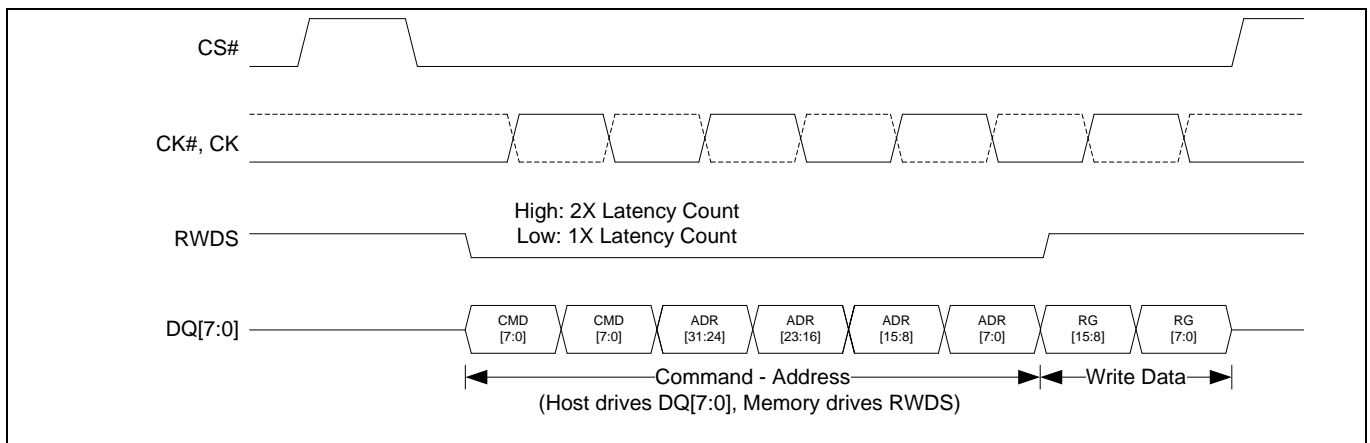 CS#
CK#, CK
High: 2X Latency Count
Low: 1X Latency Count
RWDS
DQ[7:0]
CMD [7:0] CMD [7:0] ADR [31:24] ADR [23:16] ADR [15:8] ADR [7:0] RG [15:8] RG [7:0]
Command - Address Write Data
(Host drives DQ[7:0], Memory drives RWDS)